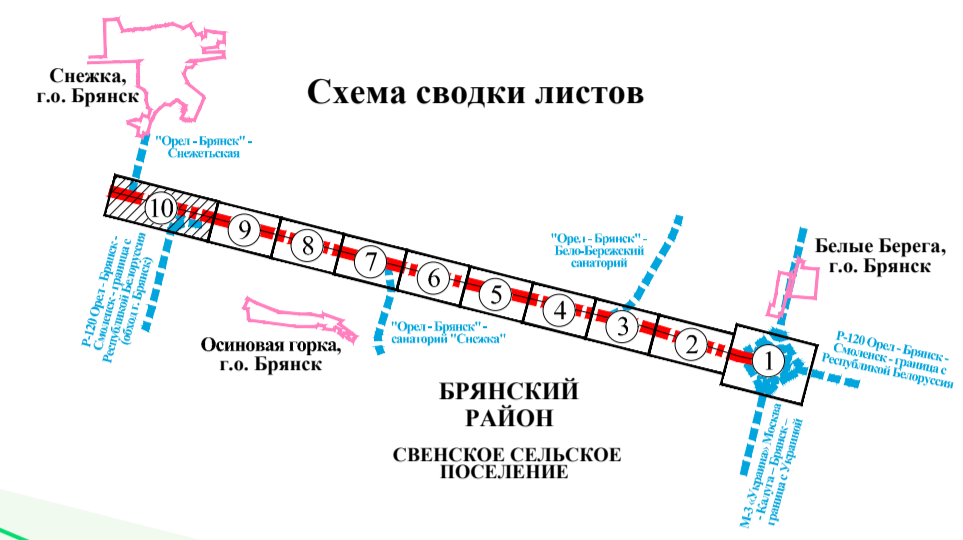 Схема сводки листов
Снежка,
г.о. Брянск
"Орел - Брянск" -
Снежетьская
10
9
8
7
6
5
4
3
2
1
Р-120 Орел - Брянск -
Смоленск - граница с
Республикой Белоруссия
(обход г. Брянск)
Осиновая горка,
г.о. Брянск
"Орел - Брянск" -
санаторий "Снежка"
"Орел - Брянск" -
Бело-Бережский
санаторий
Белые Берега,
г.о. Брянск
Р-120 Орел - Брянск -
Смоленск - граница с
Республикой Белоруссия
М-3 «Украина» Москва
- Калуга – Брянск –
граница с Украиной
БРЯНСКИЙ
РАЙОН
СВЕНСКОЕ СЕЛЬСКОЕ
ПОСЕЛЕНИЕ